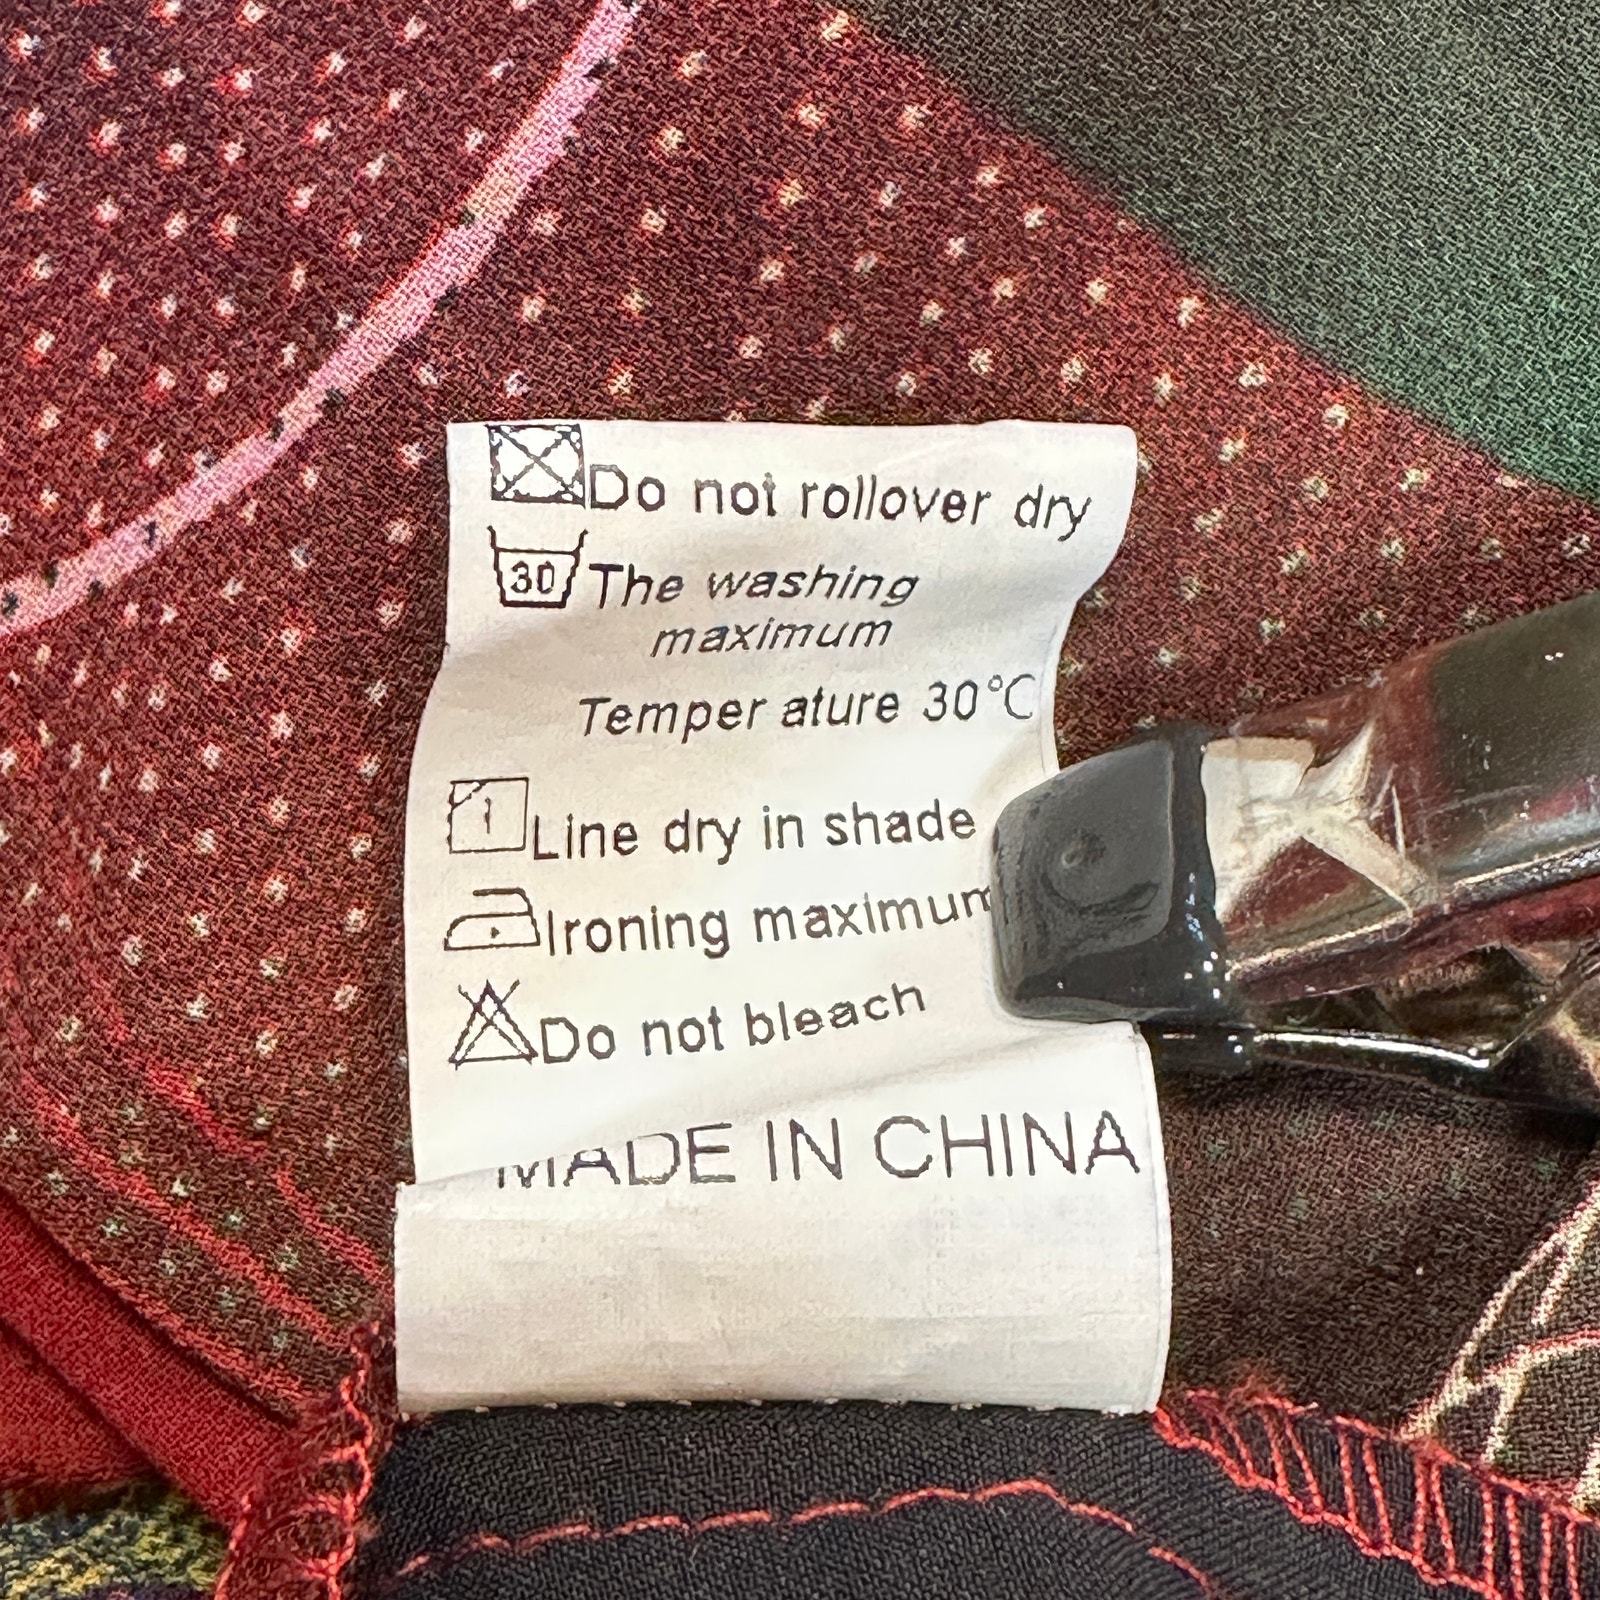 Do not rollover dry
30 The washing
maximum
Temper ature 30°C
Line dry in shade
Ironing maximum
Do not bleach
MADE IN CHINA